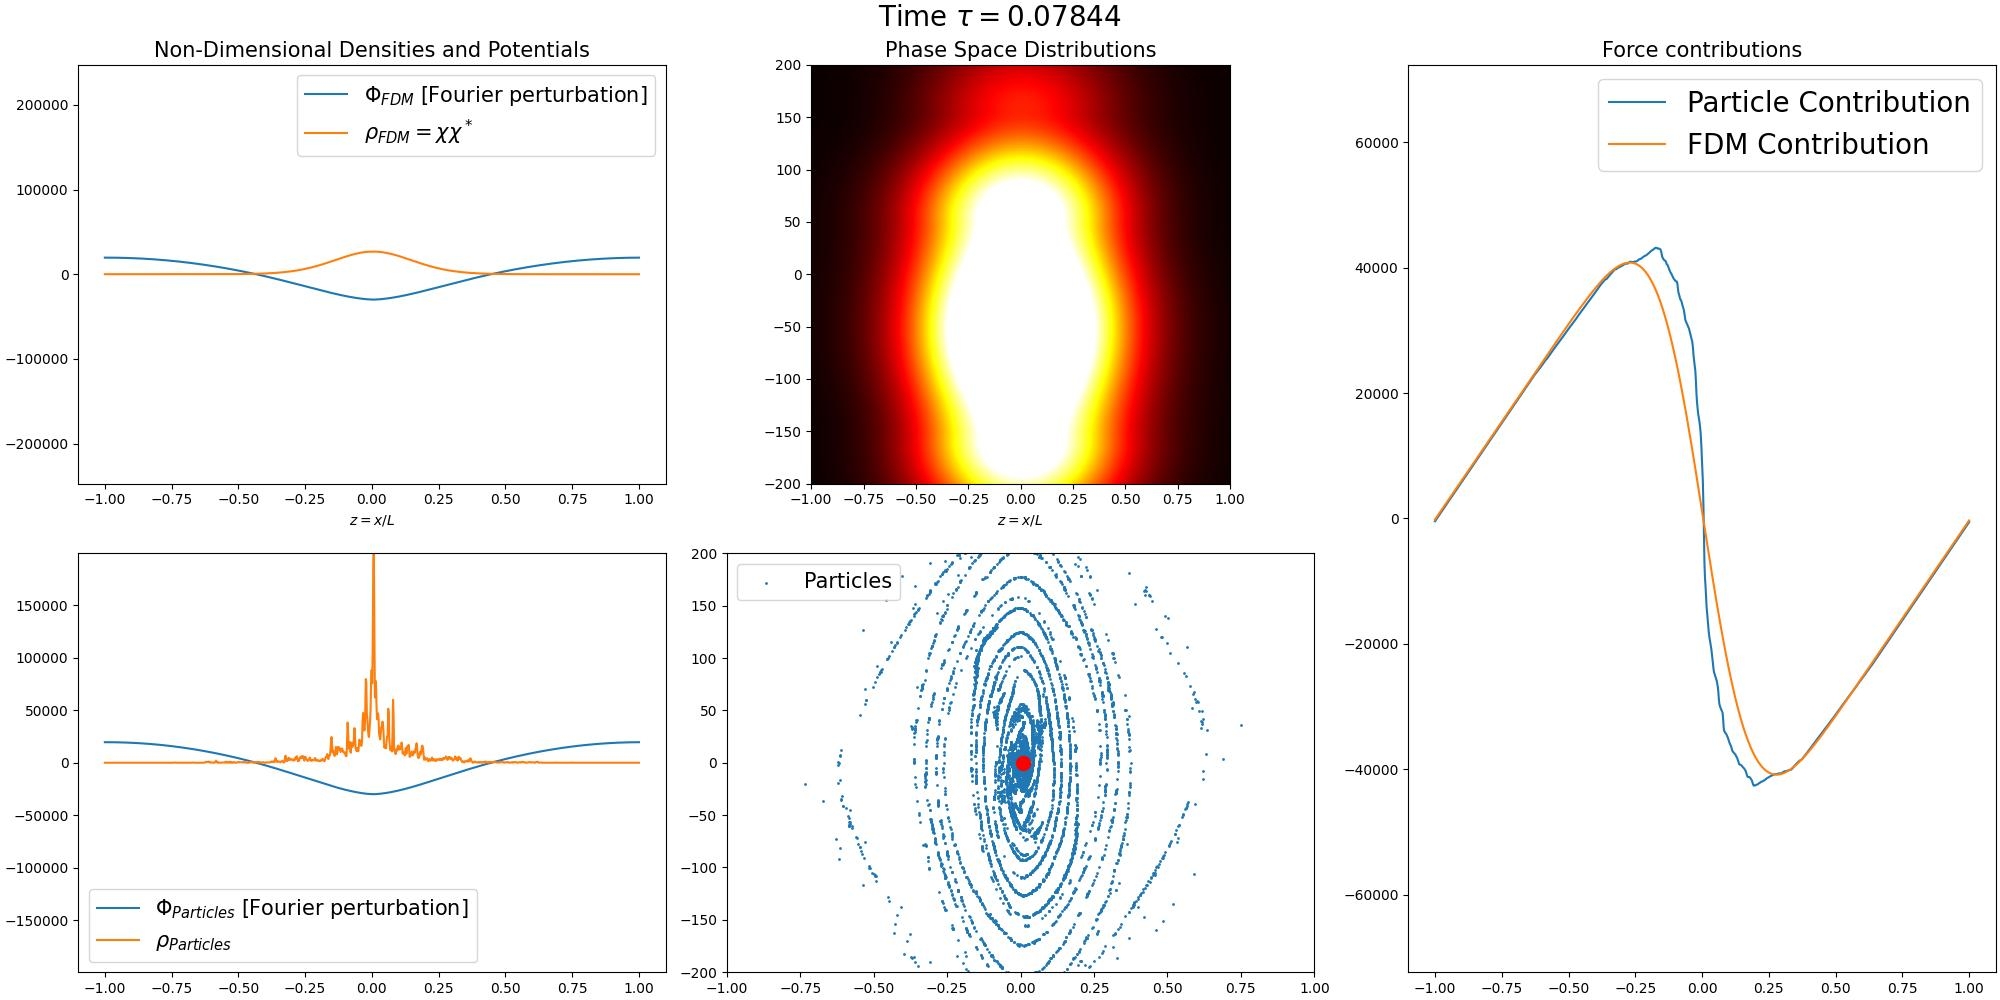 Time τ = 0.07844
Non-Dimensional Densities and Potentials
200000
100000
0
−100000
−200000
Φ_FDM [Fourier perturbation]
ρ_FDM = χχ*
−1.00 −0.75 −0.50 −0.25 0.00 0.25 0.50 0.75 1.00
z = x/L
Phase Space Distributions
200
150
100
50
0
−50
−100
−150
−200
−1.00 −0.75 −0.50 −0.25 0.00 0.25 0.50 0.75 1.00
z = x/L
Force contributions
Particle Contribution
FDM Contribution
60000
40000
20000
0
−20000
−40000
−60000
−1.00 −0.75 −0.50 −0.25 0.00 0.25 0.50 0.75 1.00
150000
100000
50000
0
−50000
−100000
−150000
Φ_Particles [Fourier perturbation]
ρ_Particles
−1.00 −0.75 −0.50 −0.25 0.00 0.25 0.50 0.75 1.00
Particles
200
150
100
50
0
−50
−100
−150
−200
−1.00 −0.75 −0.50 −0.25 0.00 0.25 0.50 0.75 1.00